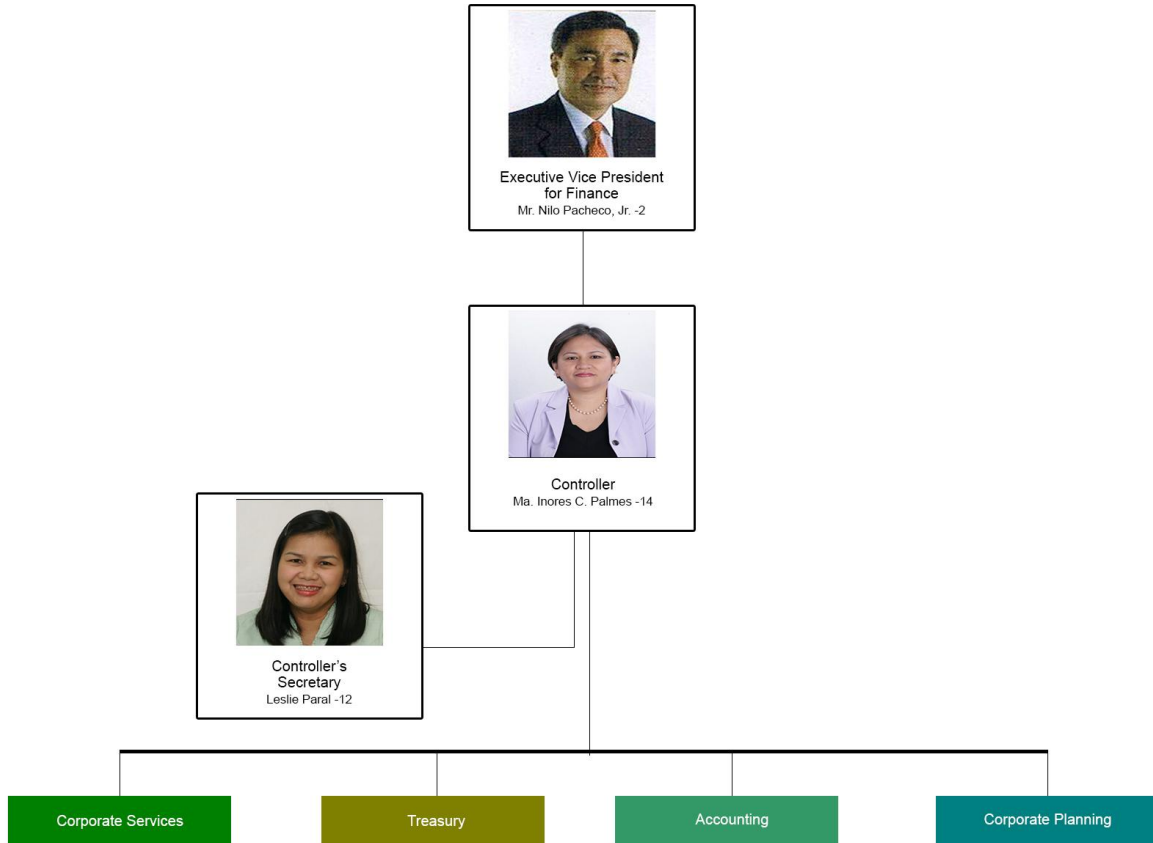 Executive Vice President
for Finance
Mr. Nilo Pacheco, Jr. -2
Controller
Ma. Inores C. Palmes -14
Controller's
Secretary
Leslie Paral -12
Corporate Services
Treasury
Accounting
Corporate Planning